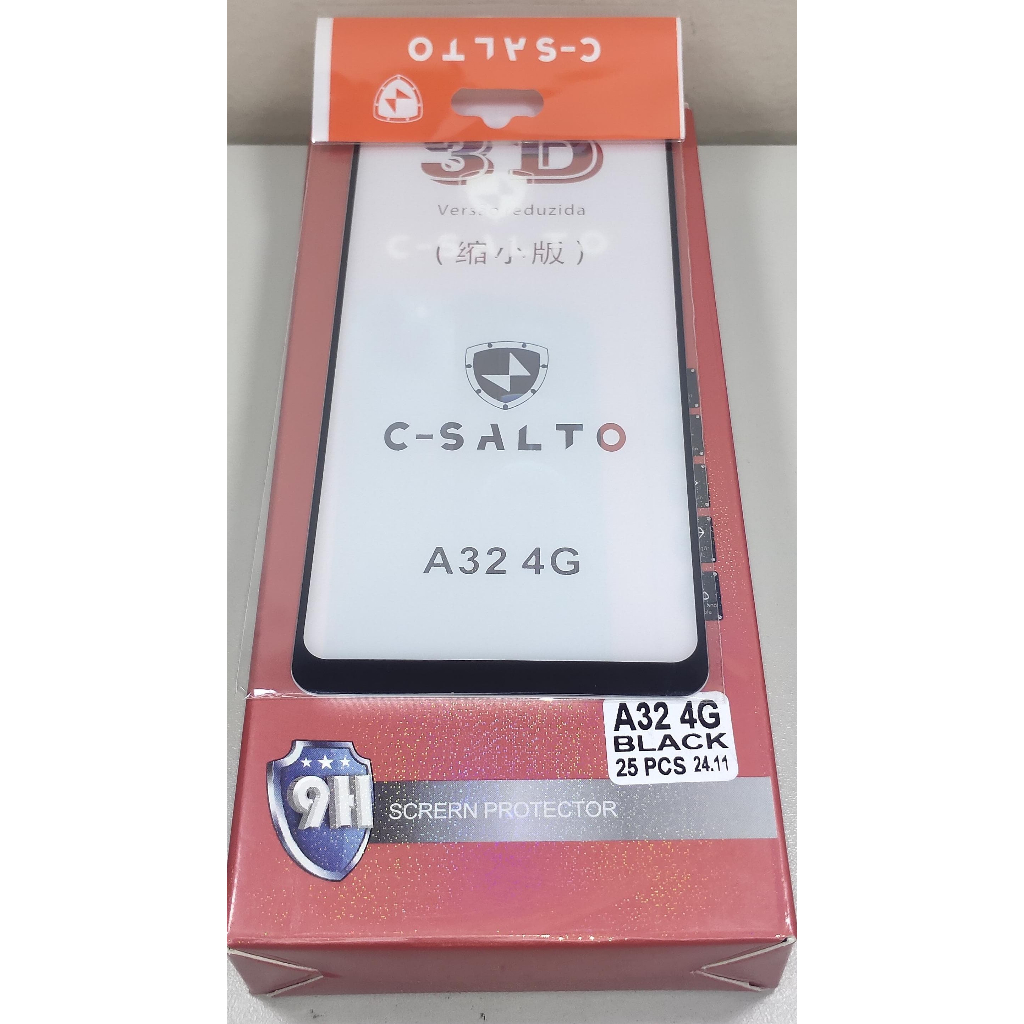 C-SALTO
3D
Versão reduzida
C-SALTO
(缩小版)
C-SALTO
A32 4G
A32 4G
BLACK
25 PCS 24.11
9H
SCRERN PROTECTOR